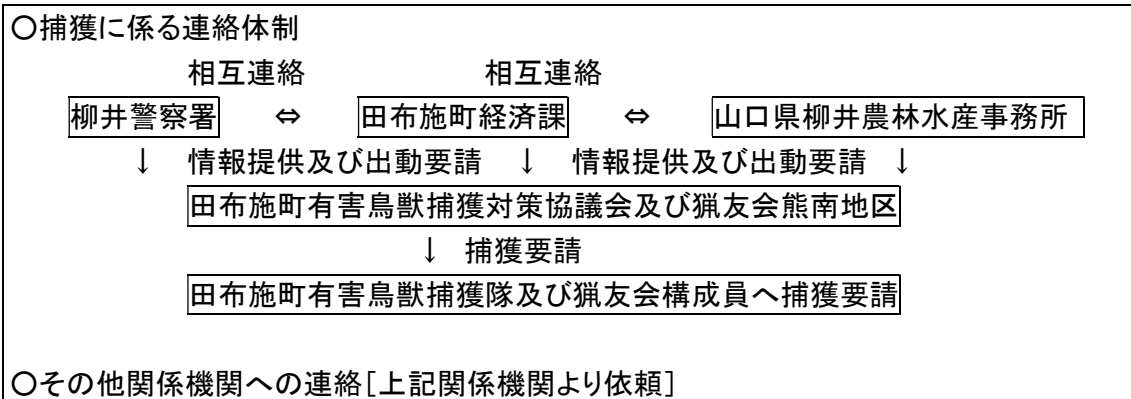 〇捕獲に係る連絡体制
相互連絡 相互連絡
柳井警察署 ⇔ 田布施町経済課 ⇔ 山口県柳井農林水産事務所
↓ 情報提供及び出動要請 ↓ 情報提供及び出動要請 ↓
田布施町有害鳥獣捕獲対策協議会及び猟友会熊南地区
↓ 捕獲要請
田布施町有害鳥獣捕獲隊及び猟友会構成員へ捕獲要請
〇その他関係機関への連絡[上記関係機関より依頼]